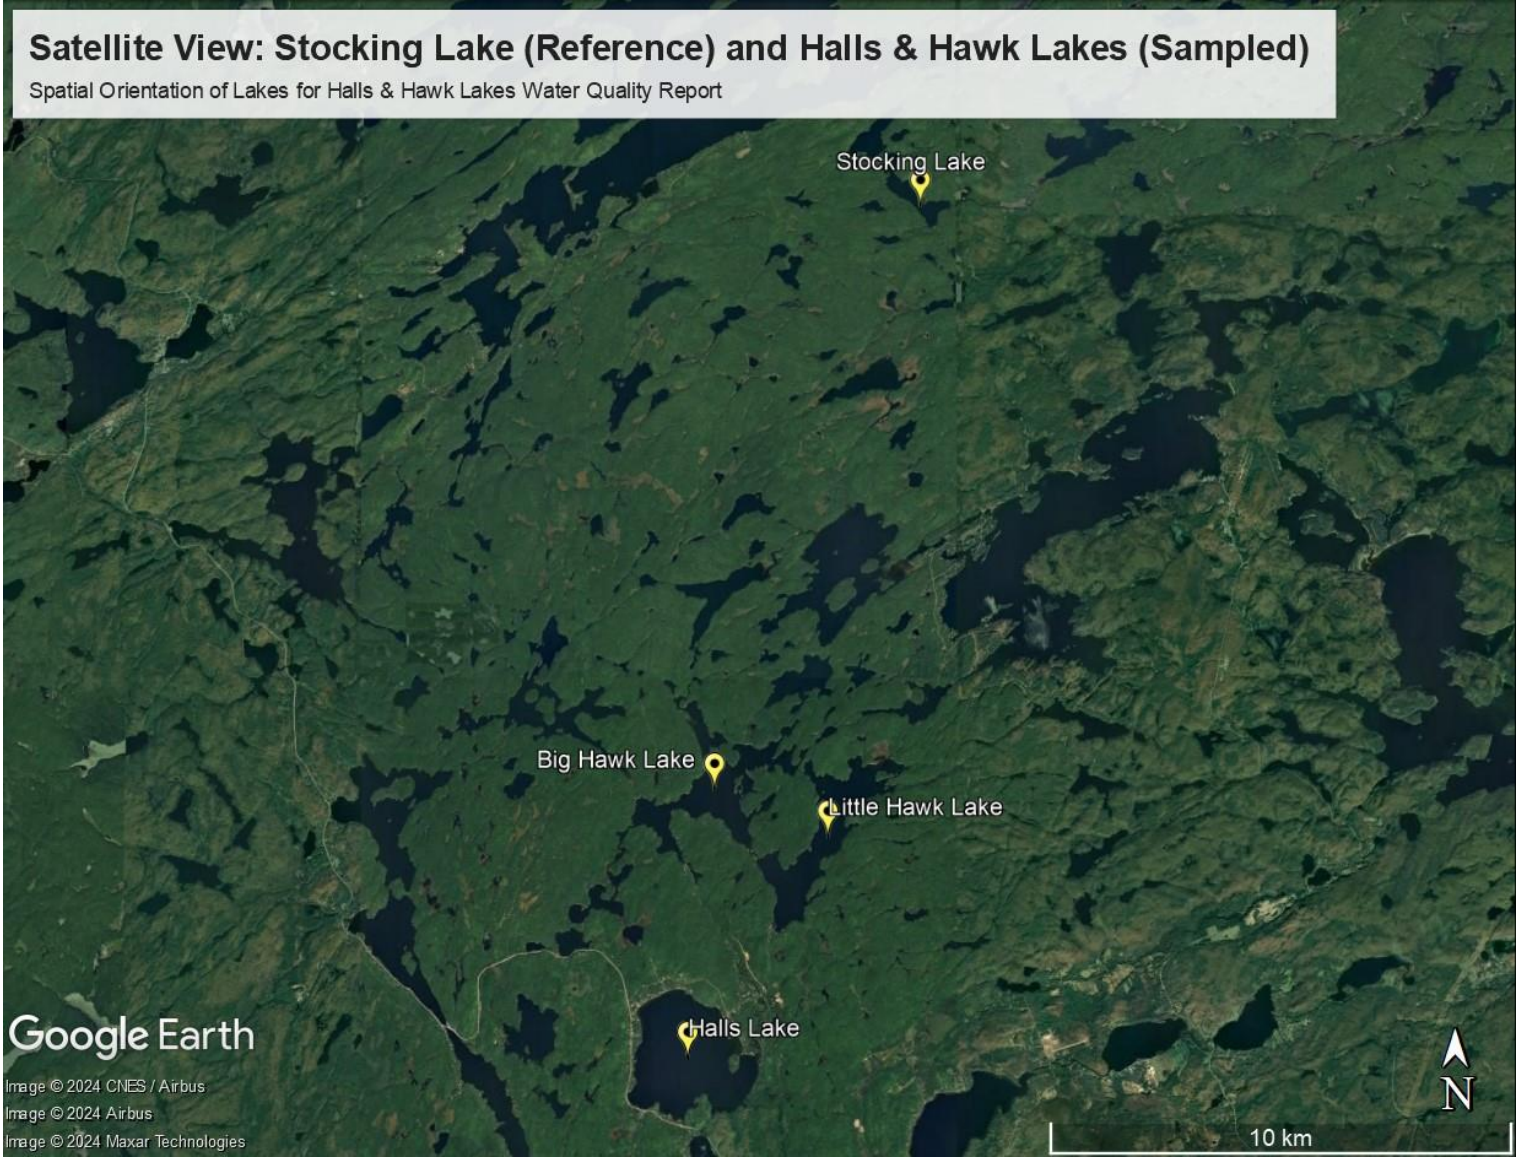 Satellite View: Stocking Lake (Reference) and Halls & Hawk Lakes (Sampled)
Spatial Orientation of Lakes for Halls & Hawk Lakes Water Quality Report
Stocking Lake
Big Hawk Lake
Little Hawk Lake
Halls Lake
Google Earth
Image © 2024 CNES / Airbus
Image © 2024 Airbus
Image © 2024 Maxar Technologies
N
10 km